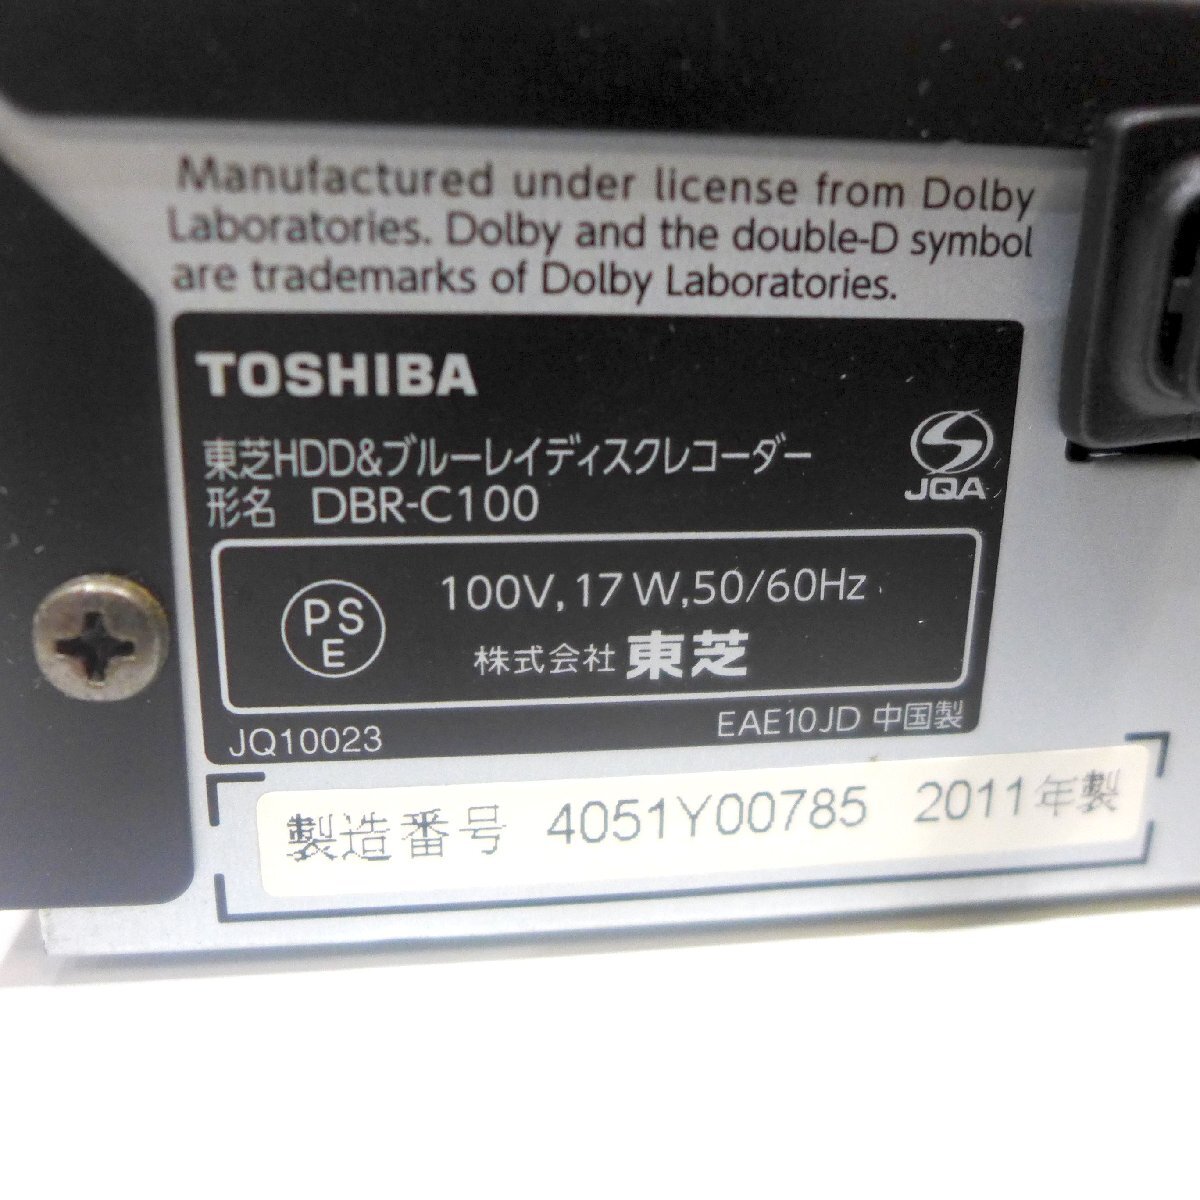 Manufactured under license from Dolby
Laboratories. Dolby and the double-D symbol
are trademarks of Dolby Laboratories.
TOSHIBA
東芝HDD&ブルーレイディスクレコーダー
形名 DBR-C100
JQA
PSE
100V, 17W, 50/60Hz
株式会社 東芝
JQ10023
EAE10JD 中国製
製造番号 4051Y00785 2011年製